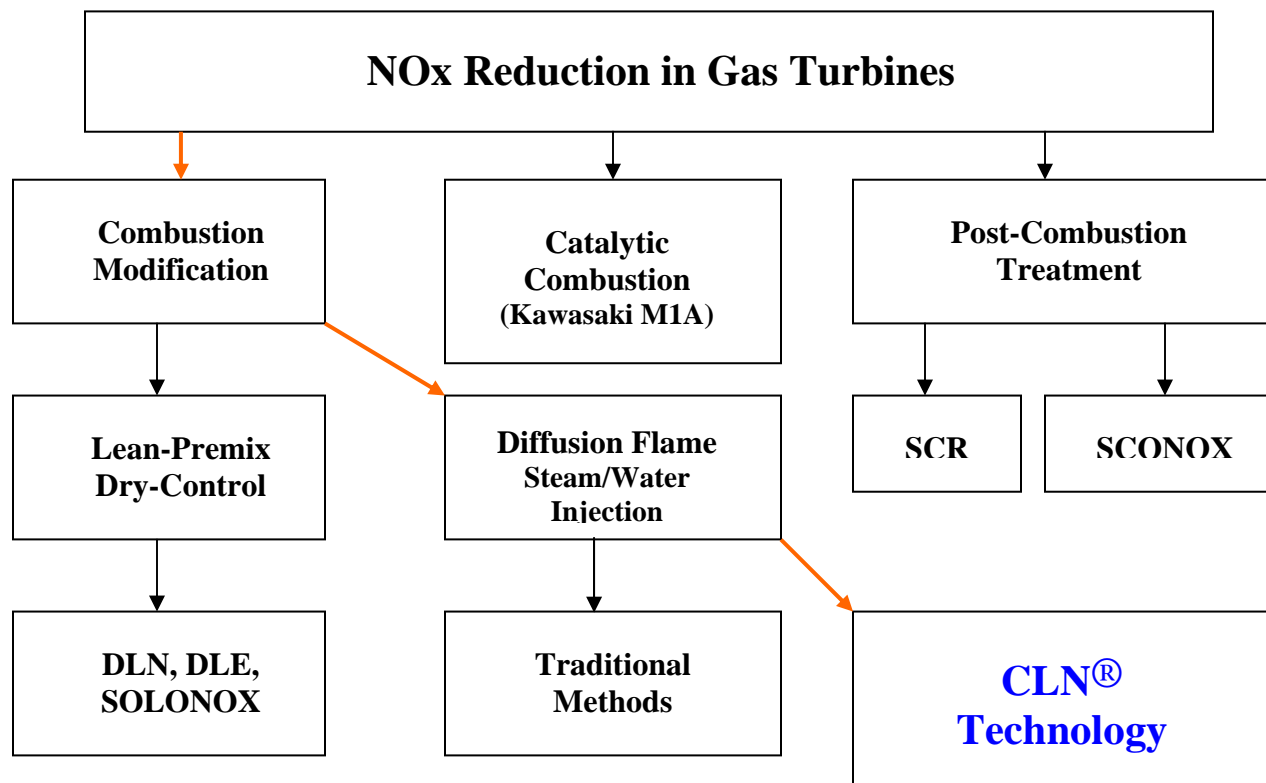 NOx Reduction in Gas Turbines
Combustion
Modification
Catalytic
Combustion
(Kawasaki M1A)
Post-Combustion
Treatment
Lean-Premix
Dry-Control
Diffusion Flame
Steam/Water
Injection
SCR
SCONOX
DLN, DLE,
SOLONOX
Traditional
Methods
CLN®
Technology